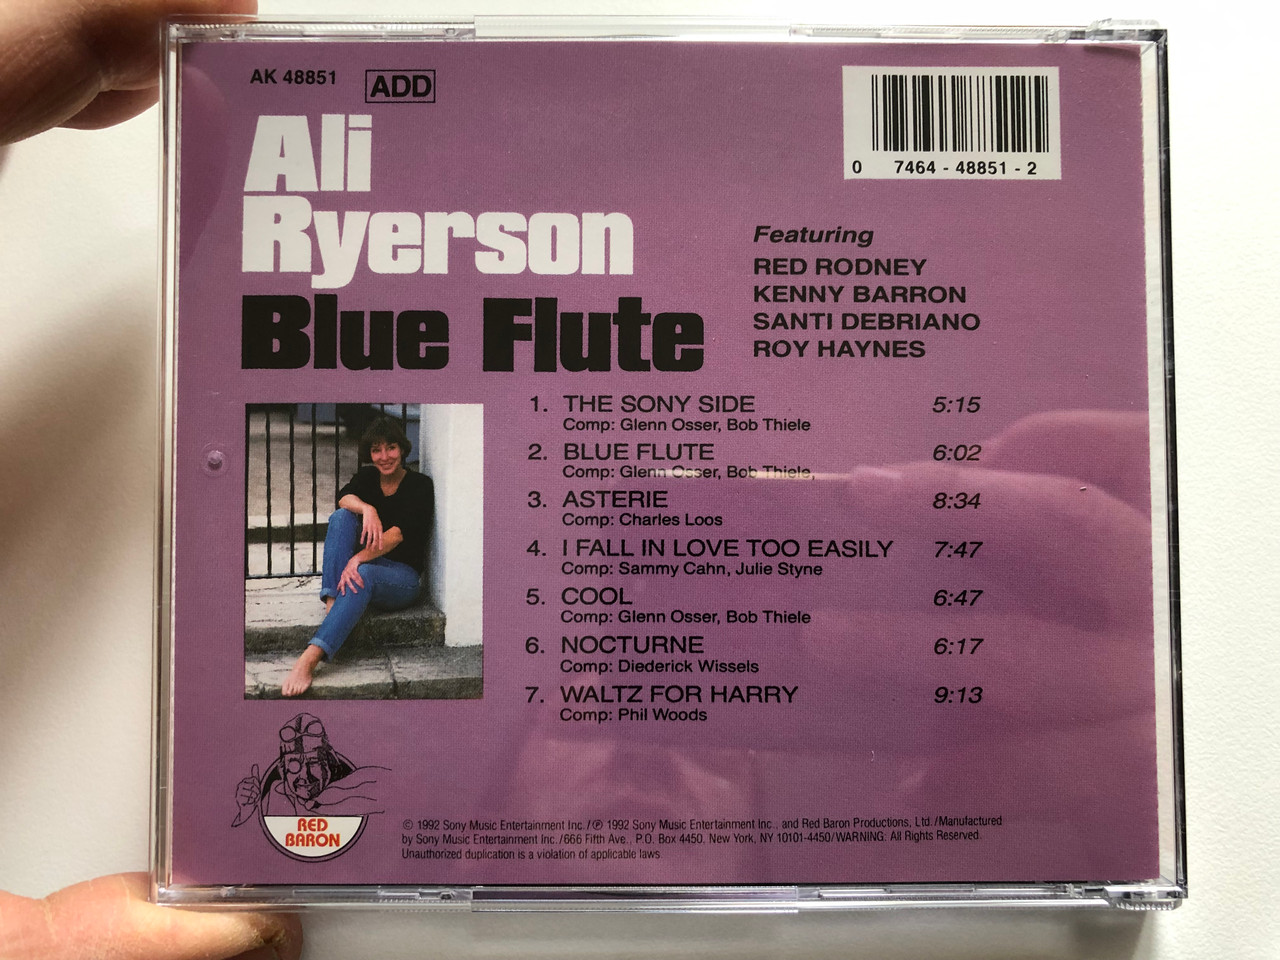 AK 48851 ADD
0 7464 - 48851 - 2
Ali
Ryerson
Blue Flute
Featuring
RED RODNEY
KENNY BARRON
SANTI DEBRIANO
ROY HAYNES
1. THE SONY SIDE 5:15
Comp: Glenn Osser, Bob Thiele
2. BLUE FLUTE 6:02
Comp: Glenn Osser, Bob Thiele,
3. ASTERIE 8:34
Comp: Charles Loos
4. I FALL IN LOVE TOO EASILY 7:47
Comp: Sammy Cahn, Julie Styne
5. COOL 6:47
Comp: Glenn Osser, Bob Thiele
6. NOCTURNE 6:17
Comp: Diederick Wissels
7. WALTZ FOR HARRY 9:13
Comp: Phil Woods
RED
BARON
© 1992 Sony Music Entertainment Inc./℗ 1992 Sony Music Entertainment Inc., and Red Baron Productions, Ltd./Manufactured
by Sony Music Entertainment Inc./666 Fifth Ave., P.O. Box 4450, New York, NY 10101-4450/WARNING: All Rights Reserved.
Unauthorized duplication is a violation of applicable laws.